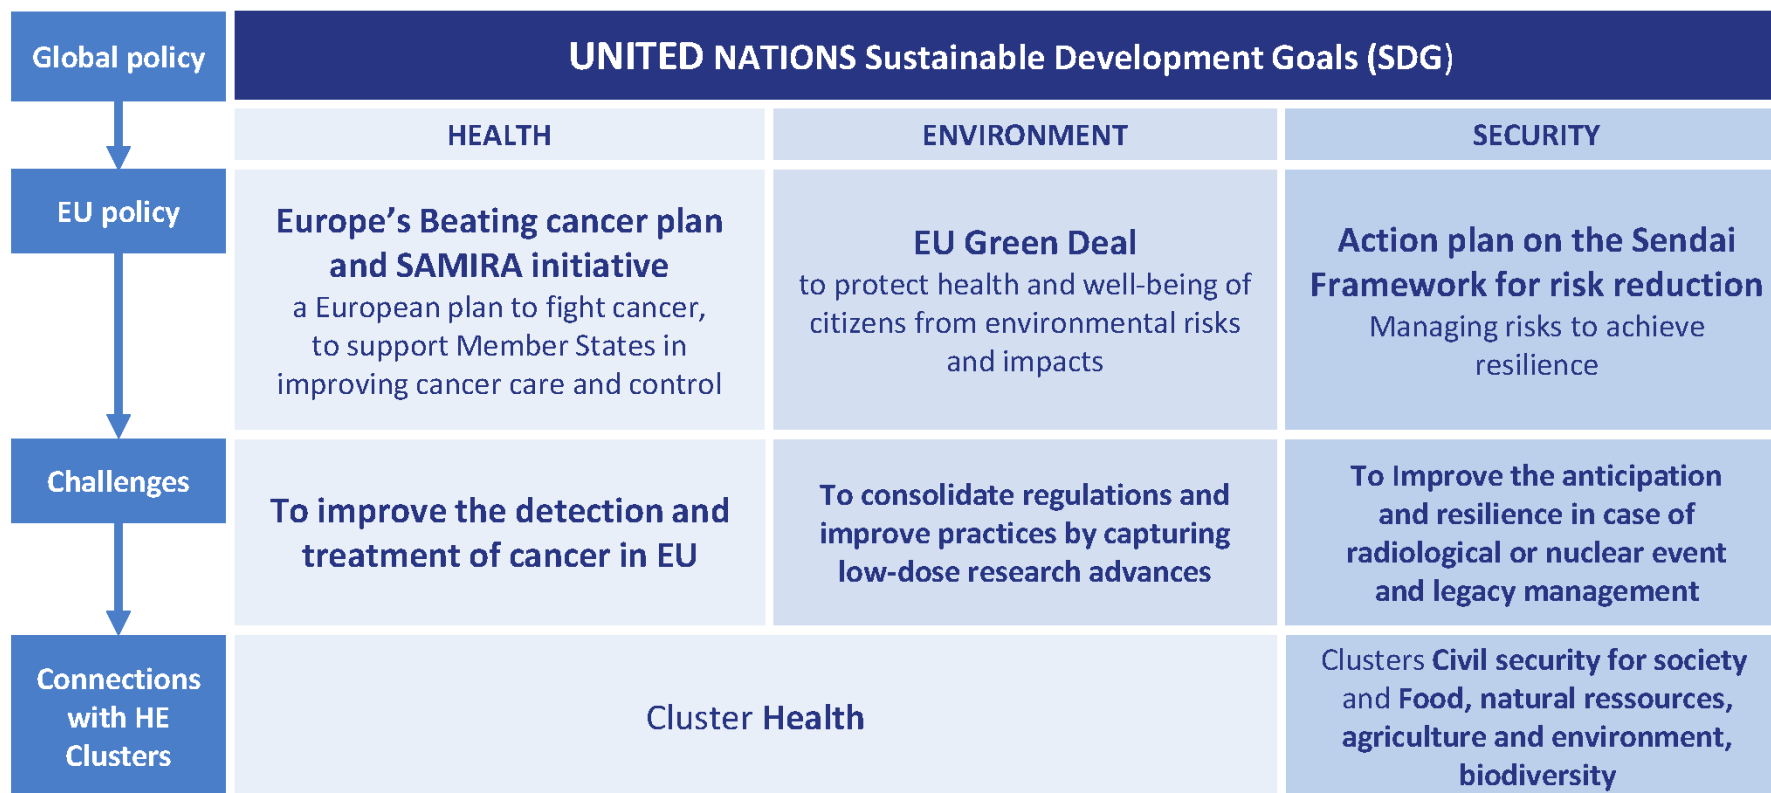 Global policy
UNITED NATIONS Sustainable Development Goals (SDG)
HEALTH
ENVIRONMENT
SECURITY
EU policy
Europe’s Beating cancer plan
and SAMIRA initiative
a European plan to fight cancer,
to support Member States in
improving cancer care and control
EU Green Deal
to protect health and well-being of
citizens from environmental risks
and impacts
Action plan on the Sendai
Framework for risk reduction
Managing risks to achieve
resilience
Challenges
To improve the detection and
treatment of cancer in EU
To consolidate regulations and
improve practices by capturing
low-dose research advances
To Improve the anticipation
and resilience in case of
radiological or nuclear event
and legacy management
Connections
with HE
Clusters
Cluster Health
Clusters Civil security for society
and Food, natural ressources,
agriculture and environment,
biodiversity